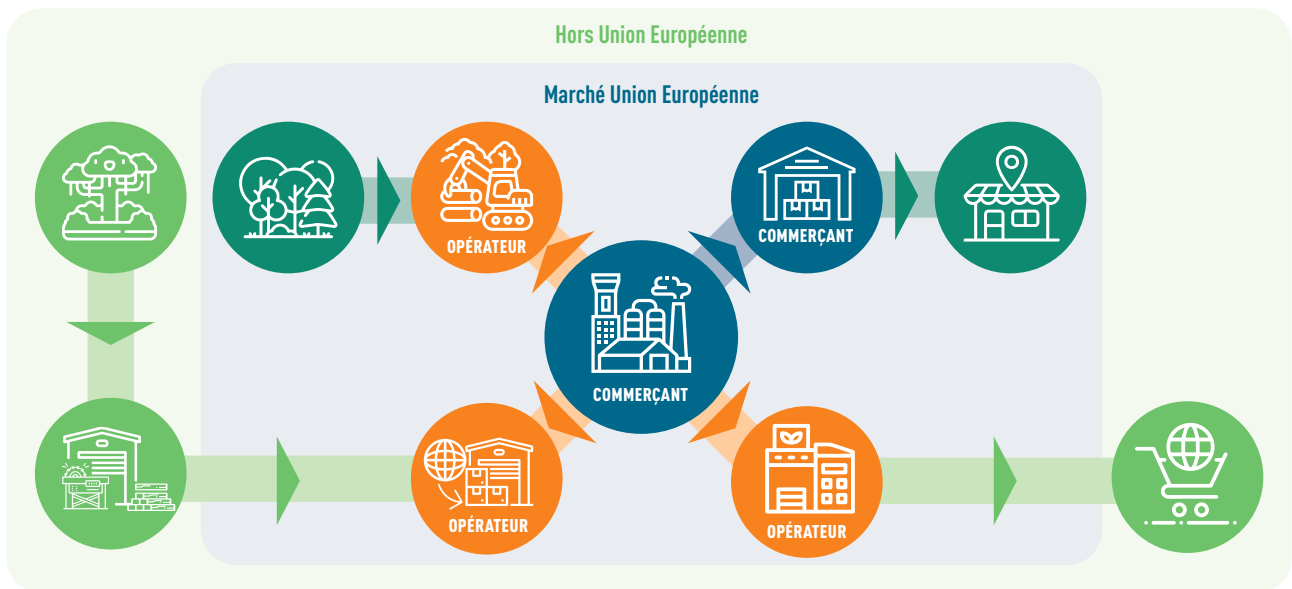 Hors Union Européenne
Marché Union Européenne
OPÉRATEUR
COMMERÇANT
COMMERÇANT
OPÉRATEUR
OPÉRATEUR